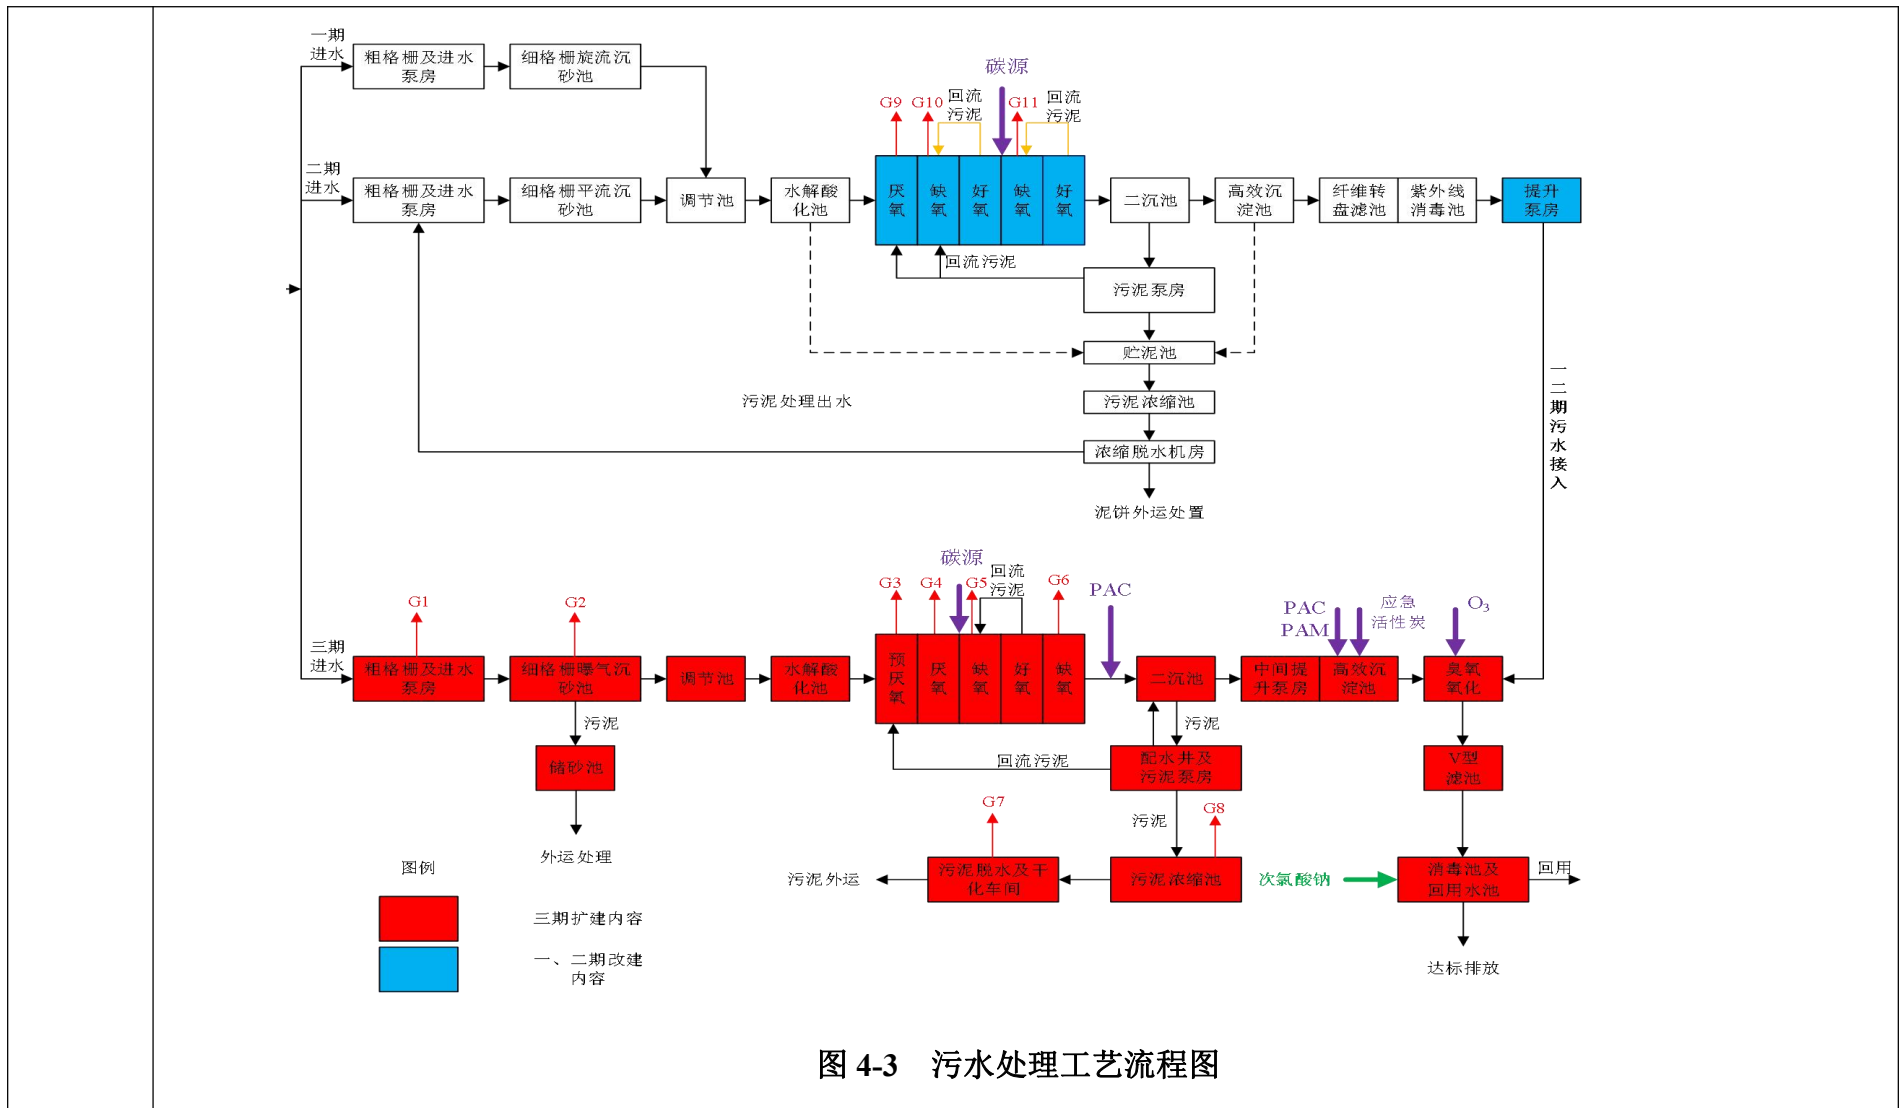 一期
进水
粗格栅及进水
泵房
细格栅旋流沉
砂池
碳源
G9
G10
回流
污泥
G11
回流
污泥
二期
进水
粗格栅及进水
泵房
细格栅平流沉
砂池
调节池
水解酸
化池
厌氧
缺氧
好氧
缺氧
好氧
二沉池
高效沉
淀池
纤维转
盘滤池
紫外线
消毒池
提升
泵房
回流污泥
污泥泵房
贮泥池
污泥处理出水
污泥浓缩池
浓缩脱水机房
泥饼外运处置
一二期污水接入
碳源
G1
G2
G3
G4
G5
回流
污泥
G6
PAC
PAC
PAM
应急
活性炭
O₃
三期
进水
粗格栅及进水
泵房
细格栅曝气沉
砂池
调节池
水解酸
化池
预厌氧
厌氧
缺氧
好氧
缺氧
二沉池
中间提
升泵房
高效沉
淀池
臭氧
氧化
污泥
污泥
储砂池
回流污泥
配水井及
污泥泵房
V型
滤池
G7
污泥
G8
外运处理
污泥外运
污泥脱水及干
化车间
污泥浓缩池
次氯酸钠
消毒池及
回用水池
回用
图例
三期扩建内容
一、二期改建
内容
达标排放
图 4-3 污水处理工艺流程图